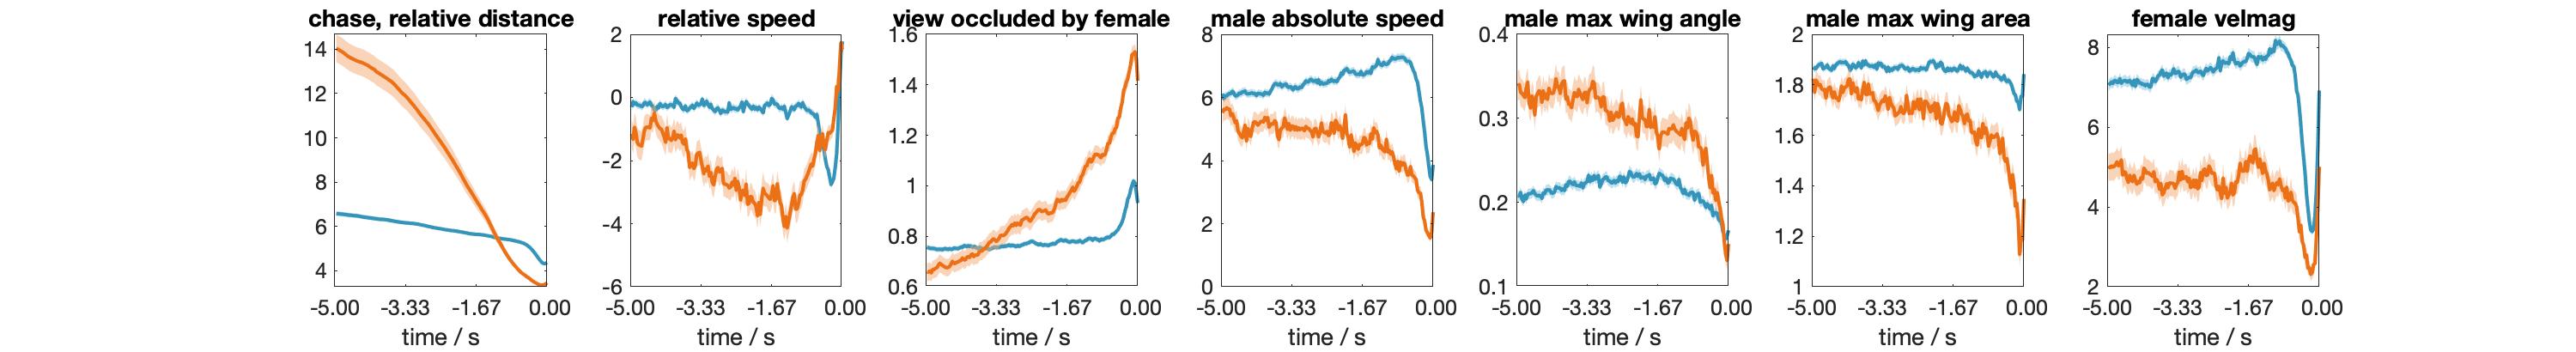 chase, relative distance
14
12
10
8
6
4
-5.00 -3.33 -1.67 0.00
time / s
relative speed
2
0
-2
-4
-6
-5.00 -3.33 -1.67 0.00
time / s
view occluded by female
1.6
1.4
1.2
1
0.8
0.6
-5.00 -3.33 -1.67 0.00
time / s
male absolute speed
8
6
4
2
0
-5.00 -3.33 -1.67 0.00
time / s
male max wing angle
0.4
0.3
0.2
0.1
-5.00 -3.33 -1.67 0.00
time / s
male max wing area
2
1.8
1.6
1.4
1.2
1
-5.00 -3.33 -1.67 0.00
time / s
female velmag
8
6
4
2
-5.00 -3.33 -1.67 0.00
time / s